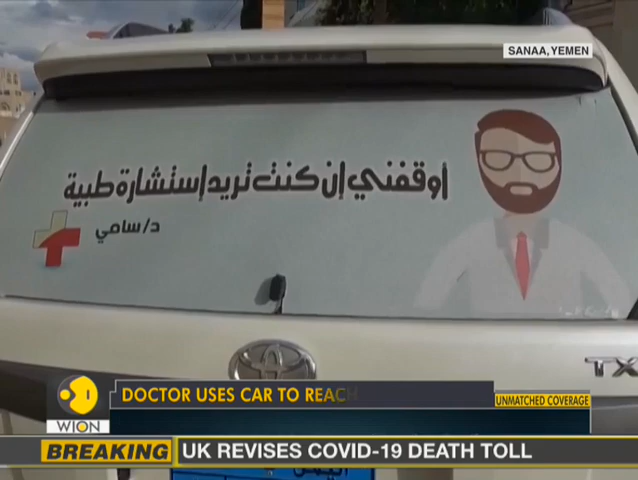 SANAA, YEMEN
أوقفني إن كنت تريد إستشارة طبية
د/سامي
TX
DOCTOR USES CAR TO REACH
UNMATCHED COVERAGE
WION
BREAKING UK REVISES COVID-19 DEATH TOLL